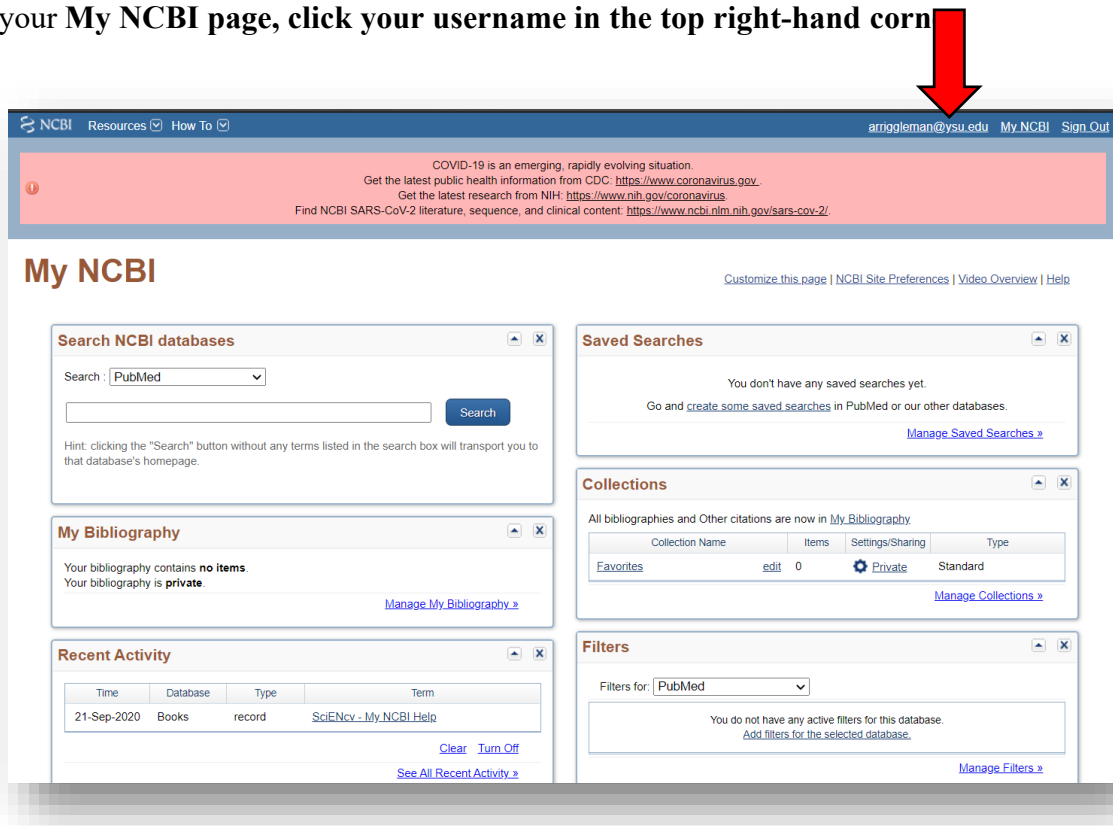 your My NCBI page, click your username in the top right-hand corn
NCBI Resources How To arriggleman@ysu.edu My NCBI Sign Out
COVID-19 is an emerging, rapidly evolving situation.
Get the latest public health information from CDC: https://www.coronavirus.gov .
Get the latest research from NIH: https://www.nih.gov/coronavirus.
Find NCBI SARS-CoV-2 literature, sequence, and clinical content: https://www.ncbi.nlm.nih.gov/sars-cov-2/.
My NCBI
Customize this page | NCBI Site Preferences | Video Overview | Help
Search NCBI databases
Search : PubMed
Search
Hint: clicking the "Search" button without any terms listed in the search box will transport you to
that database's homepage.
Saved Searches
You don't have any saved searches yet.
Go and create some saved searches in PubMed or our other databases.
Manage Saved Searches »
Collections
All bibliographies and Other citations are now in My Bibliography
Collection Name Items Settings/Sharing Type
Favorites edit 0 Private Standard
Manage Collections »
My Bibliography
Your bibliography contains no items.
Your bibliography is private.
Manage My Bibliography »
Recent Activity
Time Database Type Term
21-Sep-2020 Books record SciENcv - My NCBI Help
Clear Turn Off
See All Recent Activity »
Filters
Filters for: PubMed
You do not have any active filters for this database.
Add filters for the selected database.
Manage Filters »